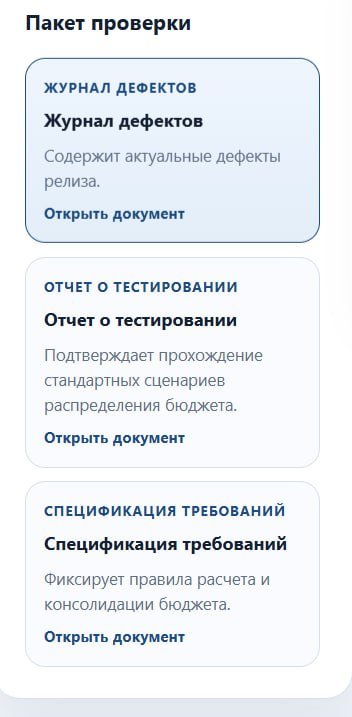 Пакет проверки
ЖУРНАЛ ДЕФЕКТОВ
Журнал дефектов
Содержит актуальные дефекты
релиза.
Открыть документ
ОТЧЕТ О ТЕСТИРОВАНИИ
Отчет о тестировании
Подтверждает прохождение
стандартных сценариев
распределения бюджета.
Открыть документ
СПЕЦИФИКАЦИЯ ТРЕБОВАНИЙ
Спецификация требований
Фиксирует правила расчета и
консолидации бюджета.
Открыть документ